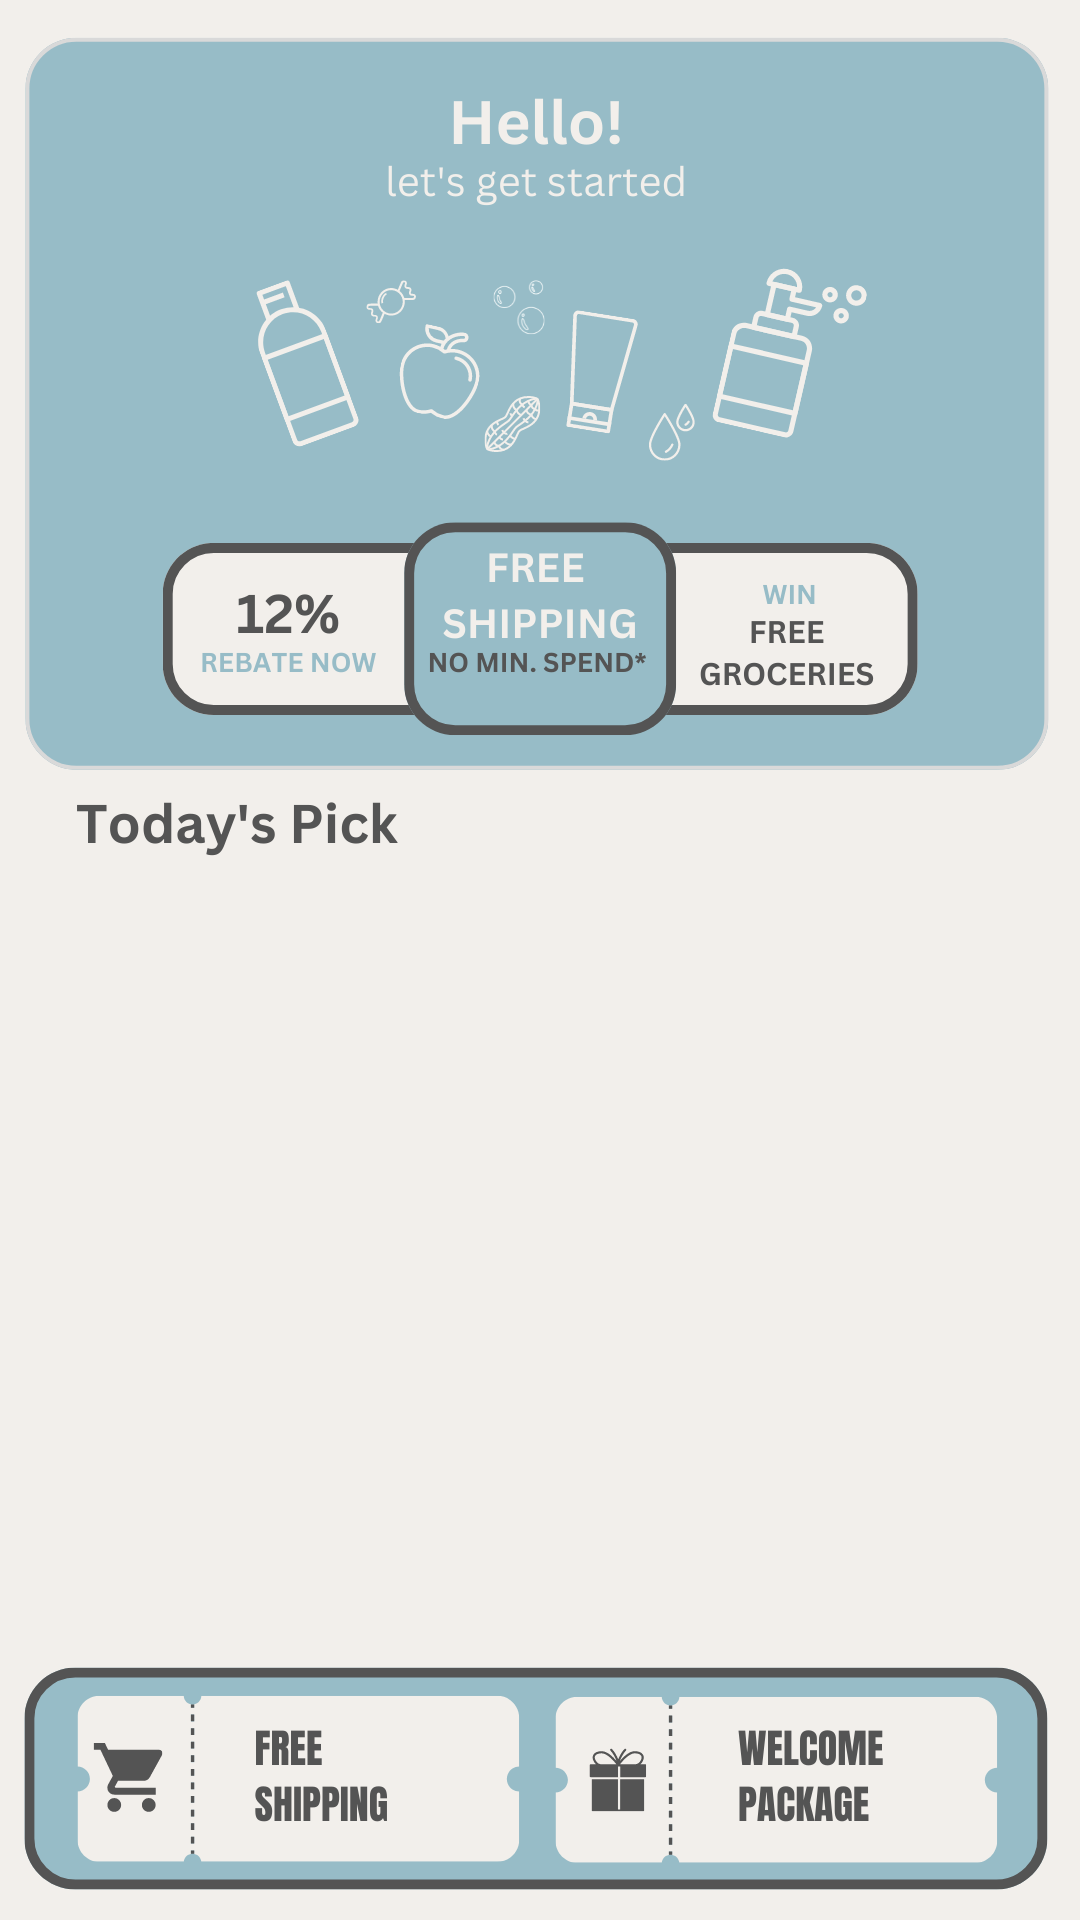 Hello!
let's get started
12%
REBATE NOW
FREE
SHIPPING
NO MIN. SPEND*
WIN
FREE
GROCERIES
Today's Pick
FREE
SHIPPING
WELCOME
PACKAGE